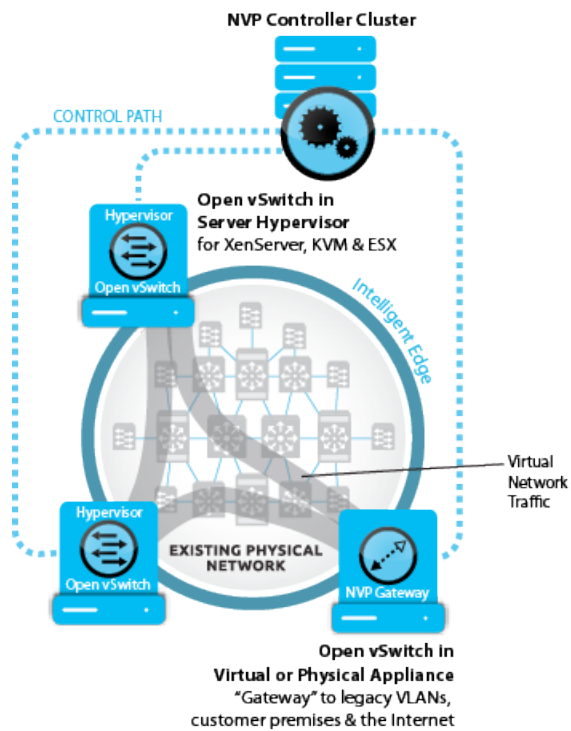 NVP Controller Cluster
CONTROL PATH
Open vSwitch in
Server Hypervisor
for XenServer, KVM & ESX
Hypervisor
Open vSwitch
Intelligent Edge
Virtual
Network
Traffic
Hypervisor
Open vSwitch
EXISTING PHYSICAL
NETWORK
NVP Gateway
Open vSwitch in
Virtual or Physical Appliance
“Gateway” to legacy VLANs,
customer premises & the Internet